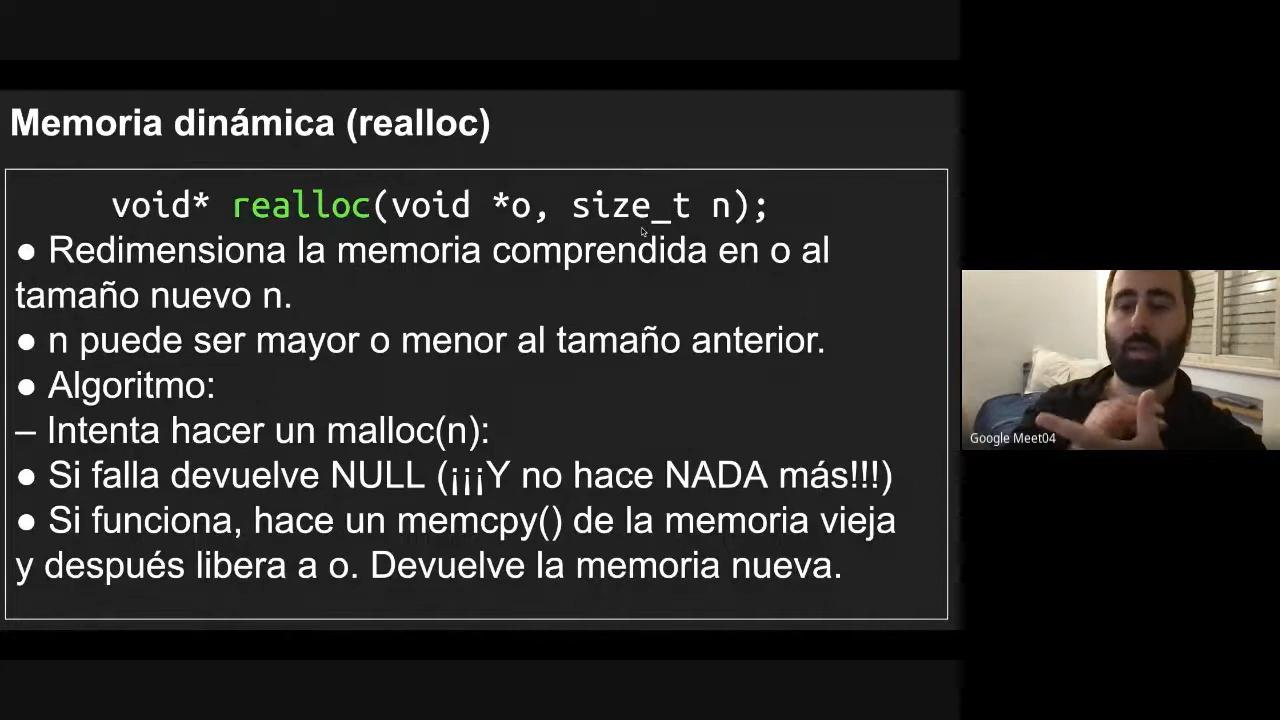 Memoria dinámica (realloc)
void* realloc(void *o, size_t n);
● Redimensiona la memoria comprendida en o al
tamaño nuevo n.
● n puede ser mayor o menor al tamaño anterior.
● Algoritmo:
– Intenta hacer un malloc(n):
● Si falla devuelve NULL (¡¡¡Y no hace NADA más!!!)
● Si funciona, hace un memcpy() de la memoria vieja
y después libera a o. Devuelve la memoria nueva.
Google Meet04